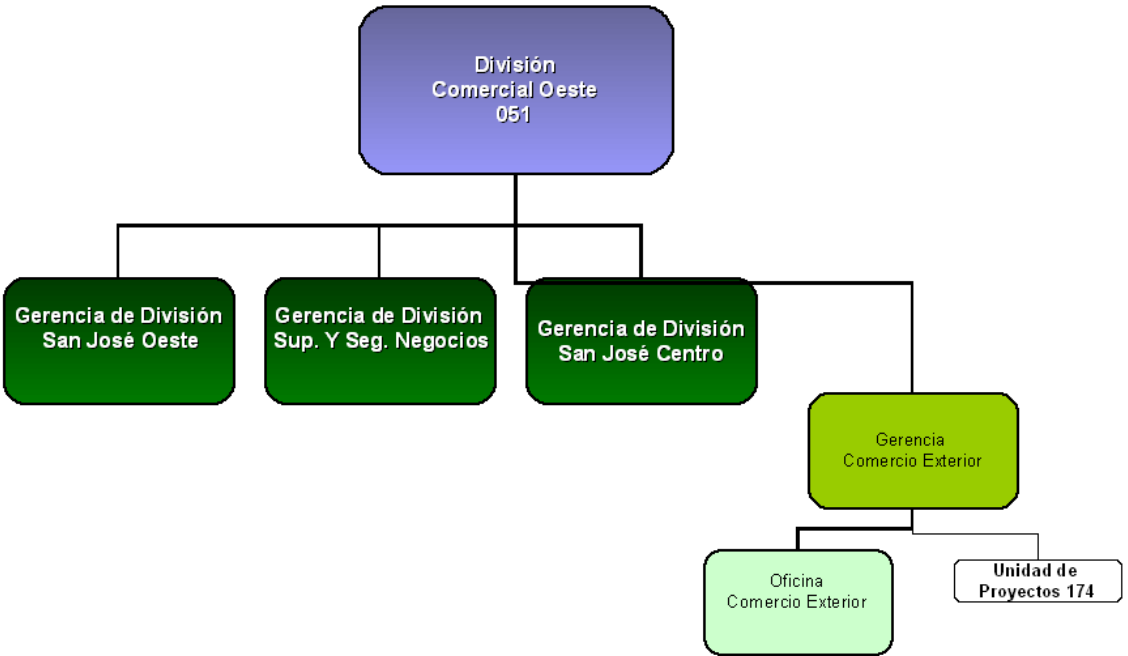 División
Comercial Oeste
051
Gerencia de División
San José Oeste
Gerencia de División
Sup. Y Seg. Negocios
Gerencia de División
San José Centro
Gerencia
Comercio Exterior
Oficina
Comercio Exterior
Unidad de
Proyectos 174